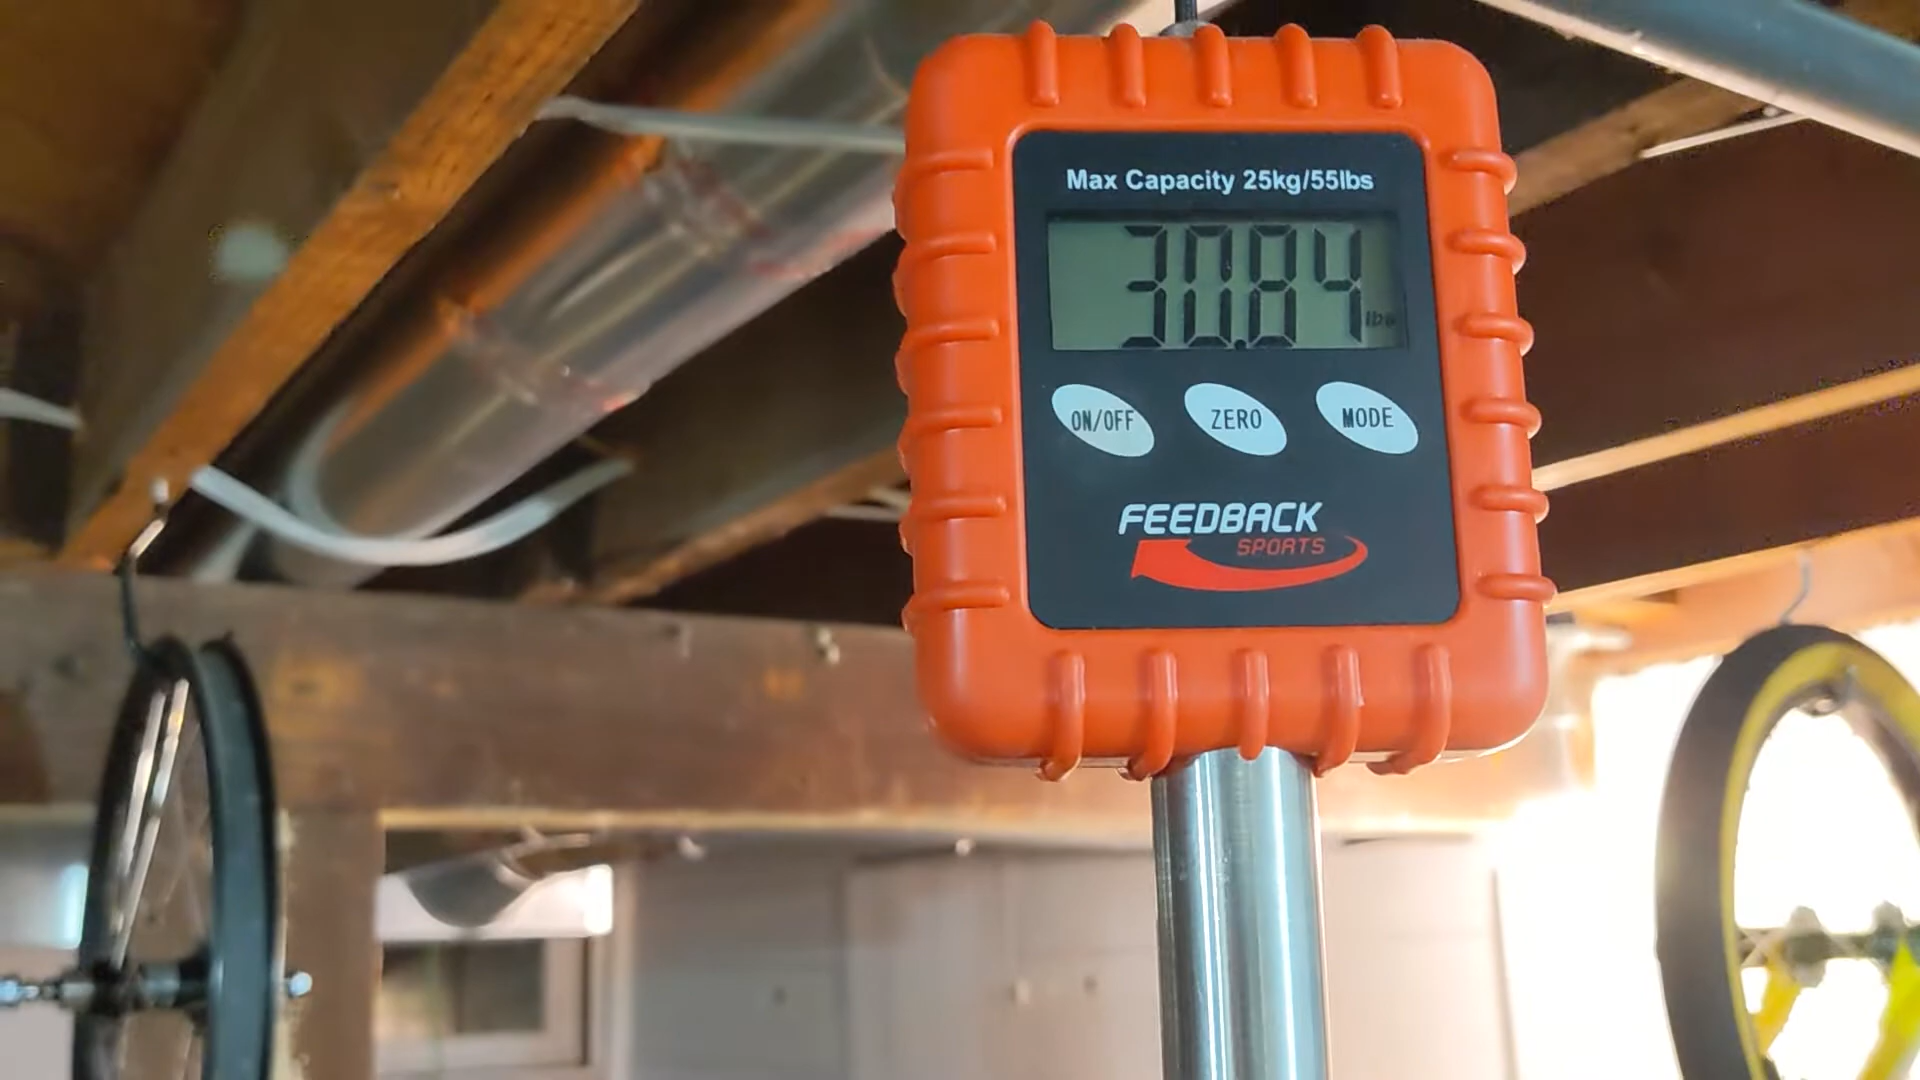 Max Capacity 25kg/55lbs
30.84 lbs
ON/OFF ZERO MODE
FEEDBACK
SPORTS